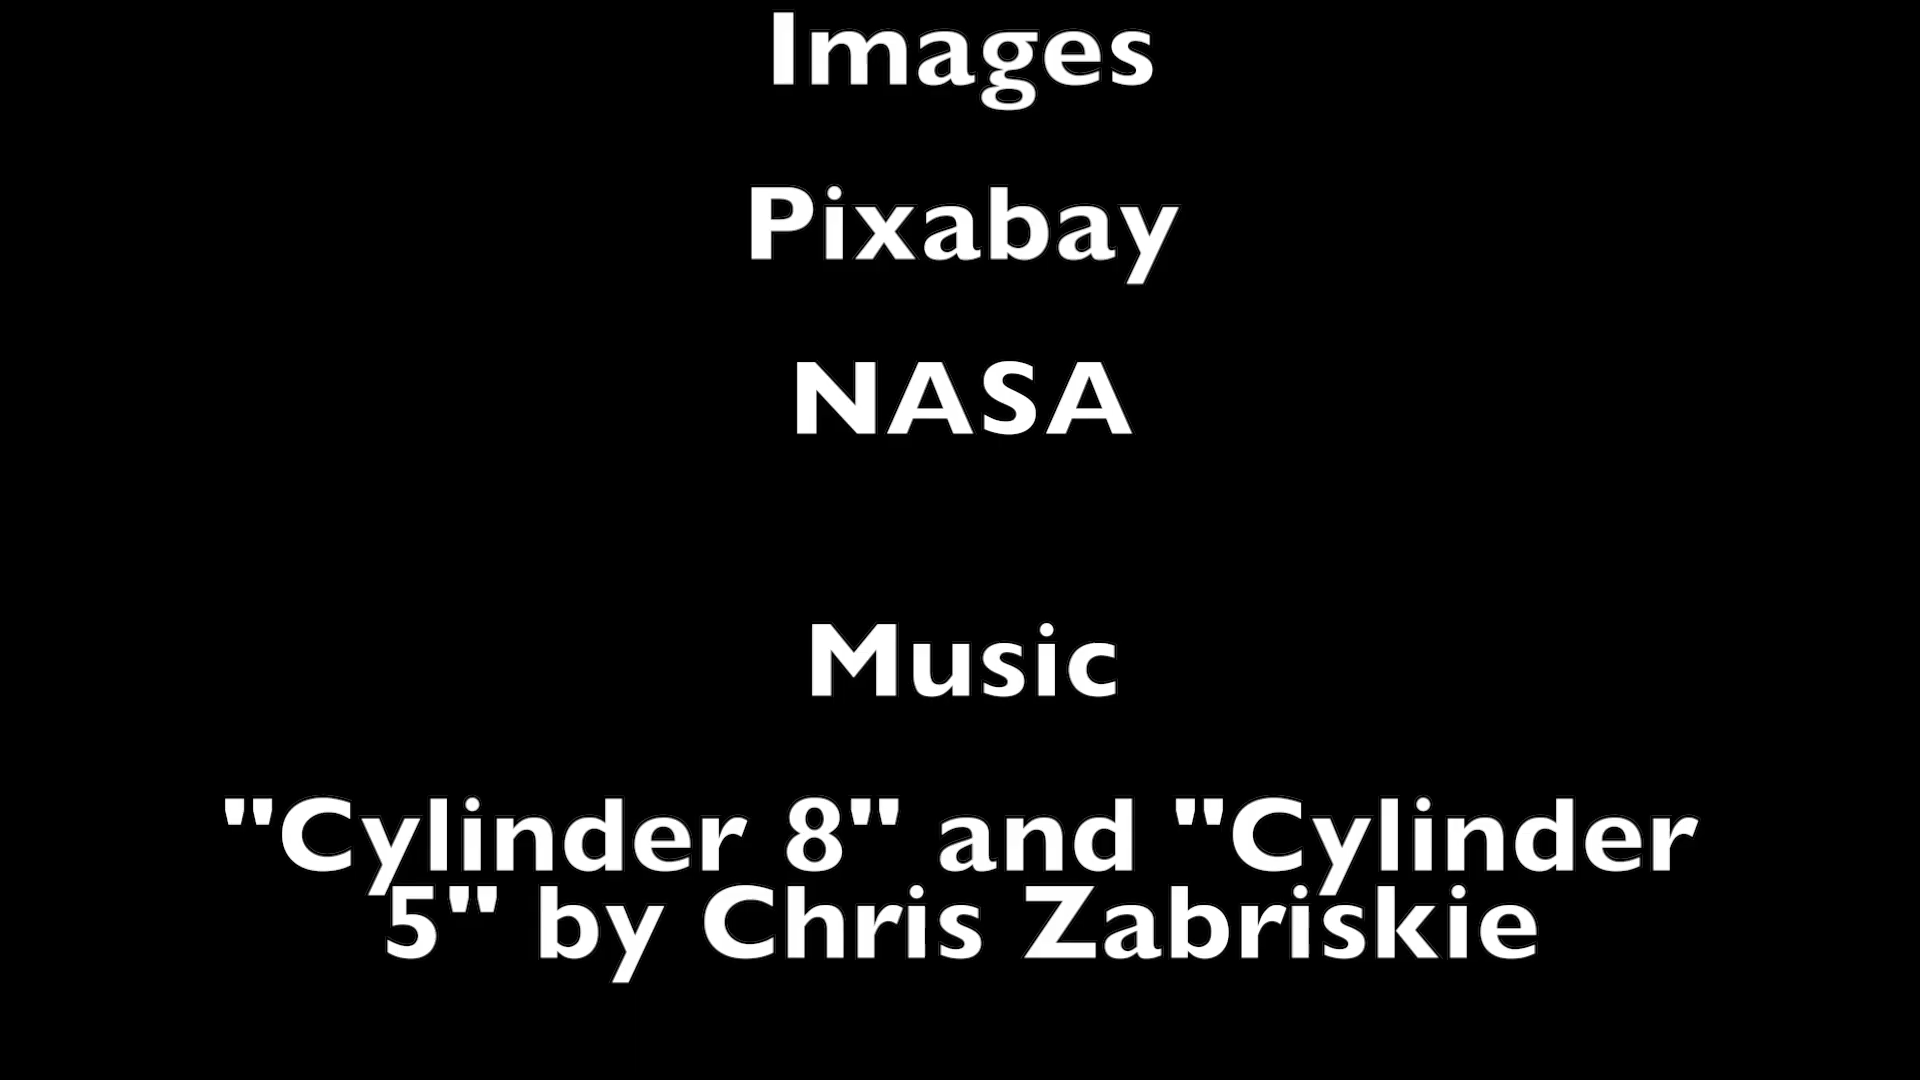 Images
Pixabay
NASA
Music
"Cylinder 8" and "Cylinder
5" by Chris Zabriskie